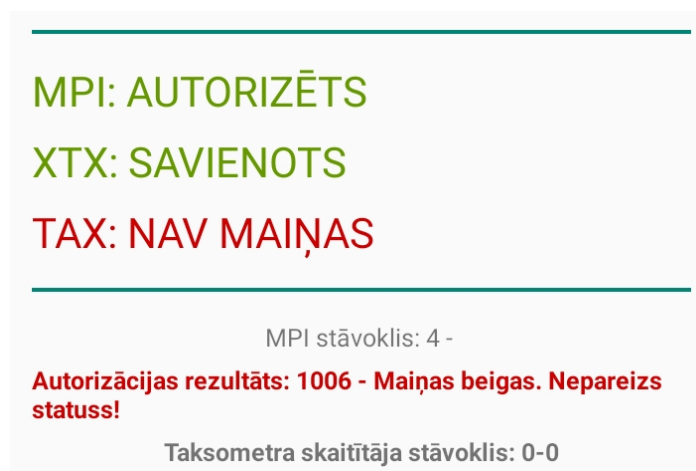 MPI: AUTORIZĒTS
XTX: SAVIENOTS
TAX: NAV MAIŅAS
MPI stāvoklis: 4 -
Autorizācijas rezultāts: 1006 - Maiņas beigas. Nepareizs
statuss!
Taksometra skaitītāja stāvoklis: 0-0